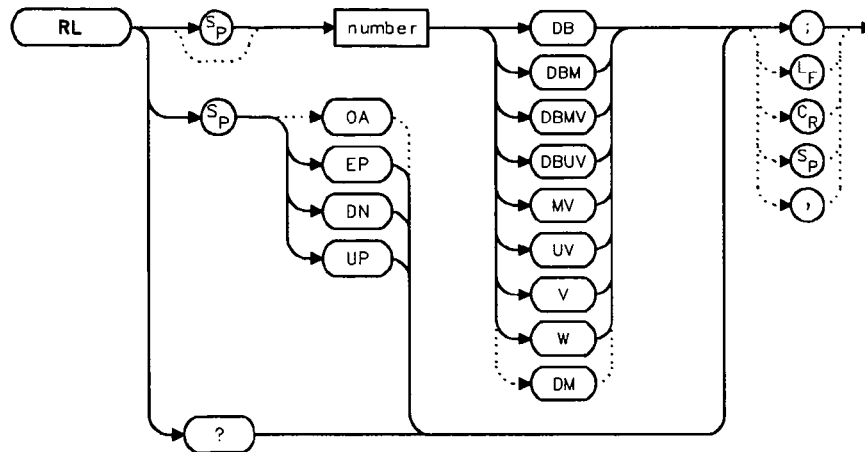 RL SP number DB ;
DBM LF
SP OA DBMV CR
EP DBUV SP
DN MV ,
UP UV
V
W
DM
?